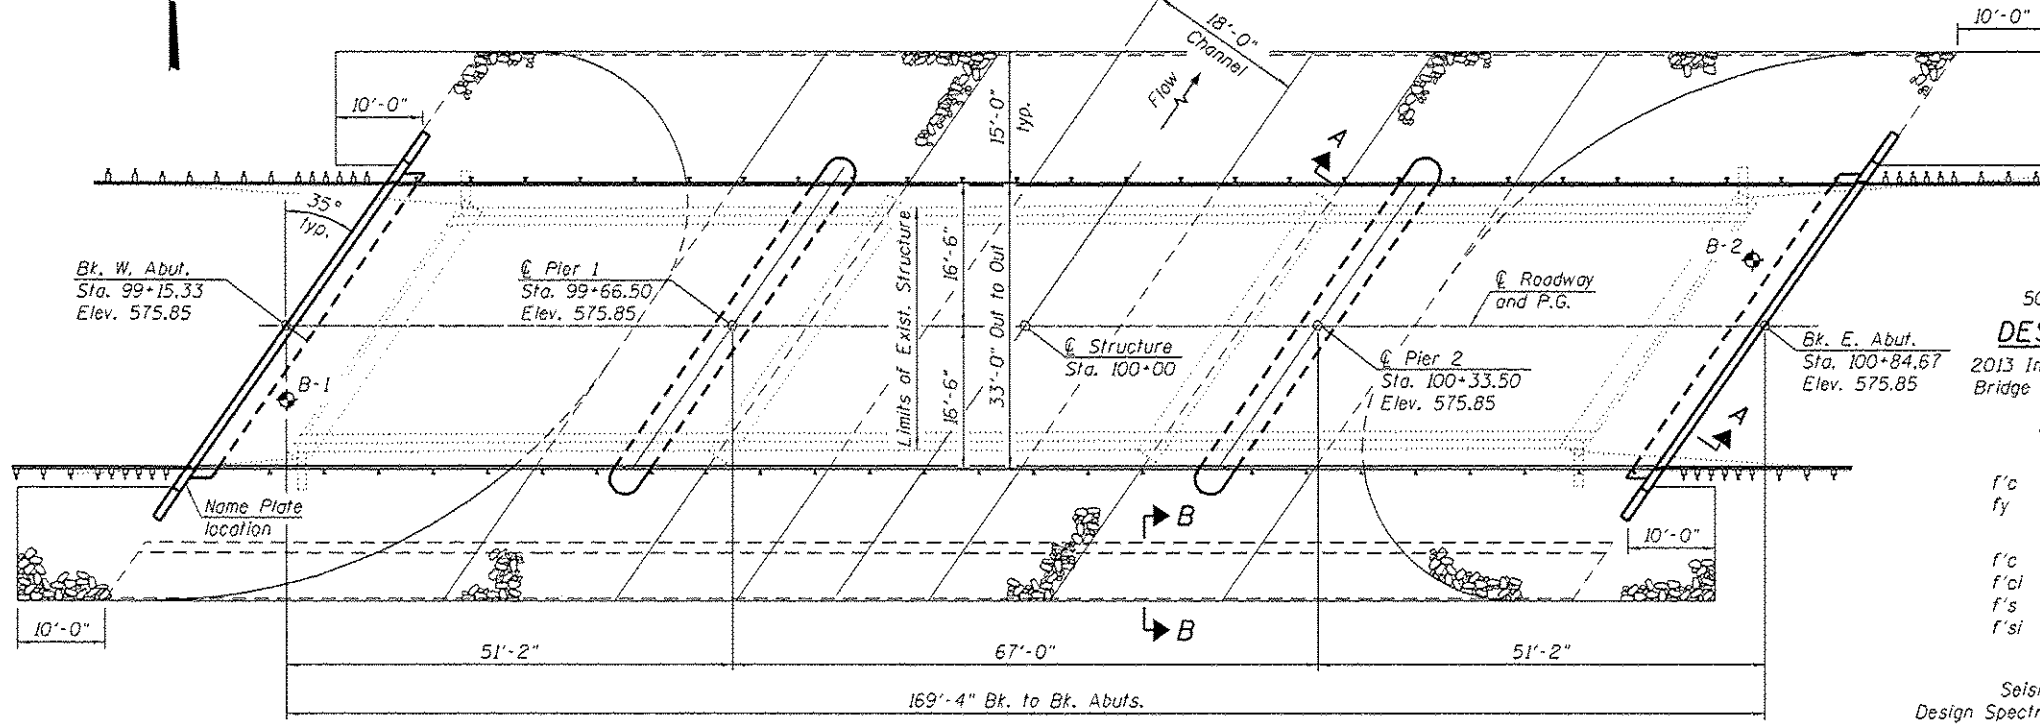 10'-0"
18'-0"
Channel
Flow
15'-0"
typ.
10'-0"
A
35°
typ.
Bk. W. Abut.
Sta. 99+15.33
Elev. 575.85
B-1
℄ Pier 1
Sta. 99+66.50
Elev. 575.85
Limits of Exist. Structure
16'-6"
16'-6"
33'-0" Out to Out
℄ Structure
Sta. 100+00
℄ Roadway
and P.G.
℄ Pier 2
Sta. 100+33.50
Elev. 575.85
B-2
Bk. E. Abut.
Sta. 100+84.67
Elev. 575.85
A
50
DES
2013 In
Bridge
f'c
fy
f'c
f'ci
f's
f'si
Seis
Design Spectr
Name Plate
location
B
B
10'-0"
10'-0"
51'-2"
67'-0"
51'-2"
169'-4" Bk. to Bk. Abuts.